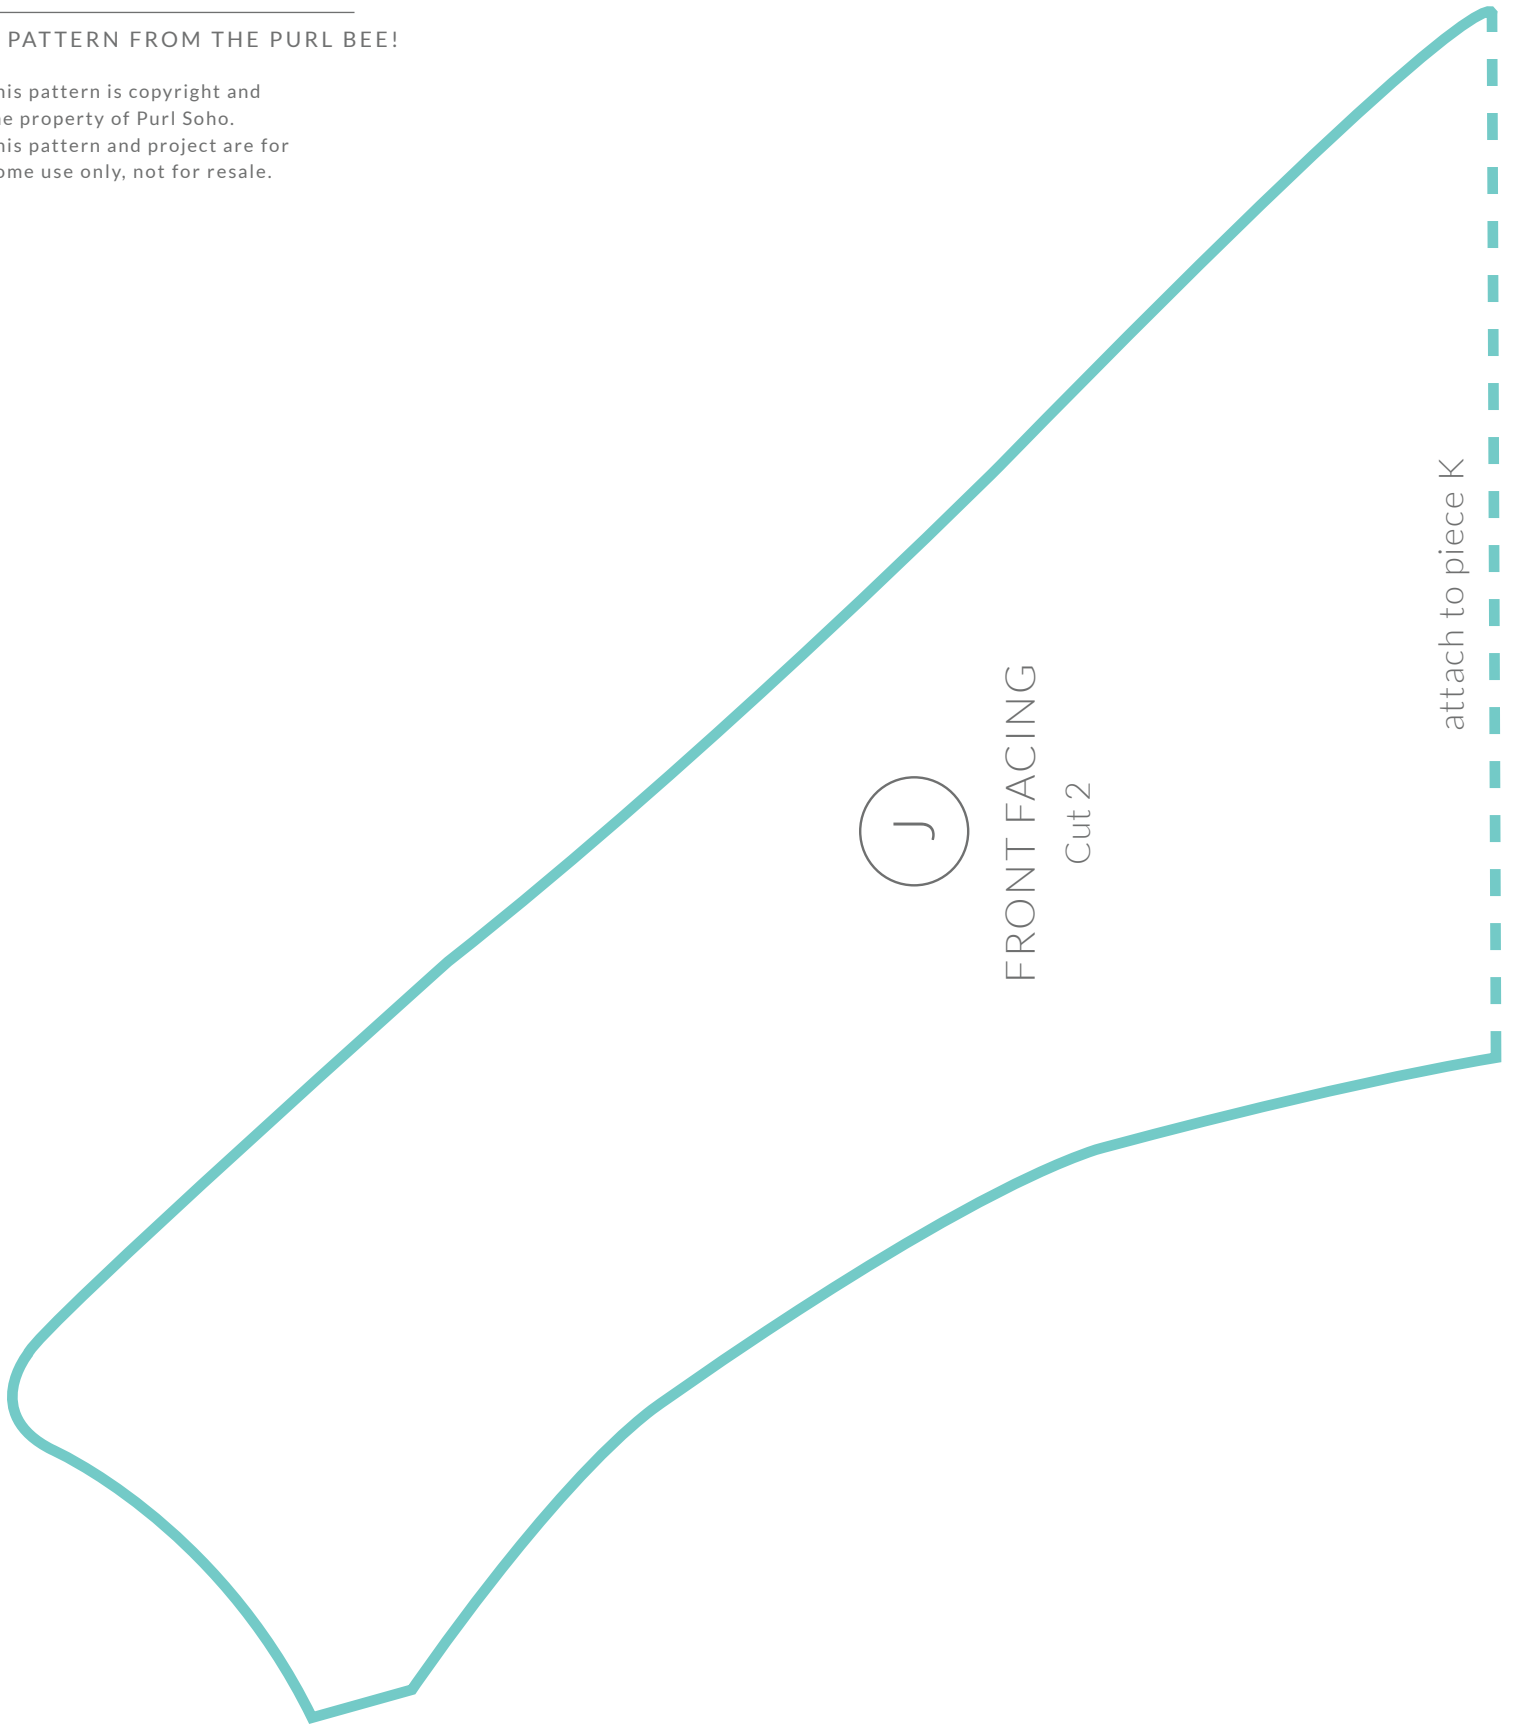 PATTERN FROM THE PURL BEE!
his pattern is copyright and
he property of Purl Soho.
his pattern and project are for
ome use only, not for resale.
J
FRONT FACING
Cut 2
attach to piece K